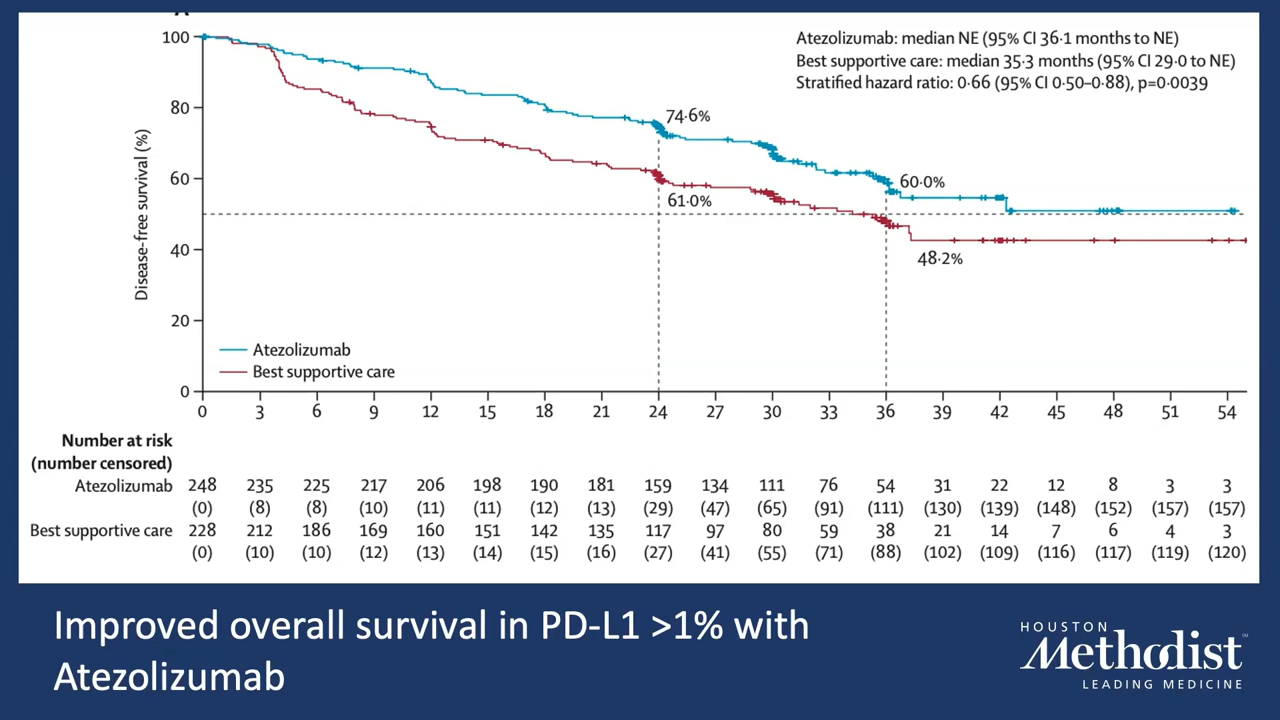 Atezolizumab: median NE (95% CI 36·1 months to NE)
Best supportive care: median 35·3 months (95% CI 29·0 to NE)
Stratified hazard ratio: 0·66 (95% CI 0·50–0·88), p=0·0039
100
80
60
40
20
0
Disease-free survival (%)
74·6%
61·0%
60·0%
48·2%
Atezolizumab
Best supportive care
0 3 6 9 12 15 18 21 24 27 30 33 36 39 42 45 48 51 54
Number at risk
(number censored)
Atezolizumab 248 235 225 217 206 198 190 181 159 134 111 76 54 31 22 12 8 3 3
(0) (8) (8) (10) (11) (11) (12) (13) (29) (47) (65) (91) (111) (130) (139) (148) (152) (157) (157)
Best supportive care 228 212 186 169 160 151 142 135 117 97 80 59 38 21 14 7 6 4 3
(0) (10) (10) (12) (13) (14) (15) (16) (27) (41) (55) (71) (88) (102) (109) (116) (117) (119) (120)
Improved overall survival in PD-L1 >1% with
Atezolizumab
HOUSTON
Methodist
LEADING MEDICINE